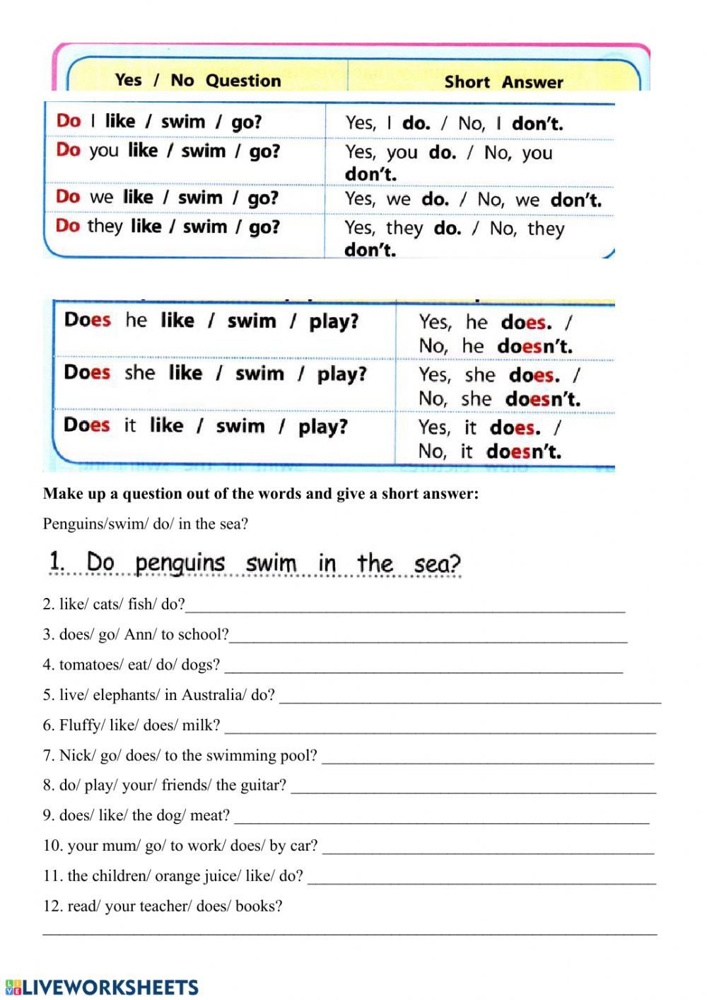 Yes / No Question Short Answer
Do I like / swim / go? Yes, I do. / No, I don't.
Do you like / swim / go? Yes, you do. / No, you
don't.
Do we like / swim / go? Yes, we do. / No, we don't.
Do they like / swim / go? Yes, they do. / No, they
don't.
Does he like / swim / play? Yes, he does. /
No, he doesn't.
Does she like / swim / play? Yes, she does. /
No, she doesn't.
Does it like / swim / play? Yes, it does. /
No, it doesn't.
Make up a question out of the words and give a short answer:
Penguins/swim/ do/ in the sea?
1. Do penguins swim in the sea?
2. like/ cats/ fish/ do?
3. does/ go/ Ann/ to school?
4. tomatoes/ eat/ do/ dogs?
5. live/ elephants/ in Australia/ do?
6. Fluffy/ like/ does/ milk?
7. Nick/ go/ does/ to the swimming pool?
8. do/ play/ your/ friends/ the guitar?
9. does/ like/ the dog/ meat?
10. your mum/ go/ to work/ does/ by car?
11. the children/ orange juice/ like/ do?
12. read/ your teacher/ does/ books?
LIVE LIVEWORKSHEETS